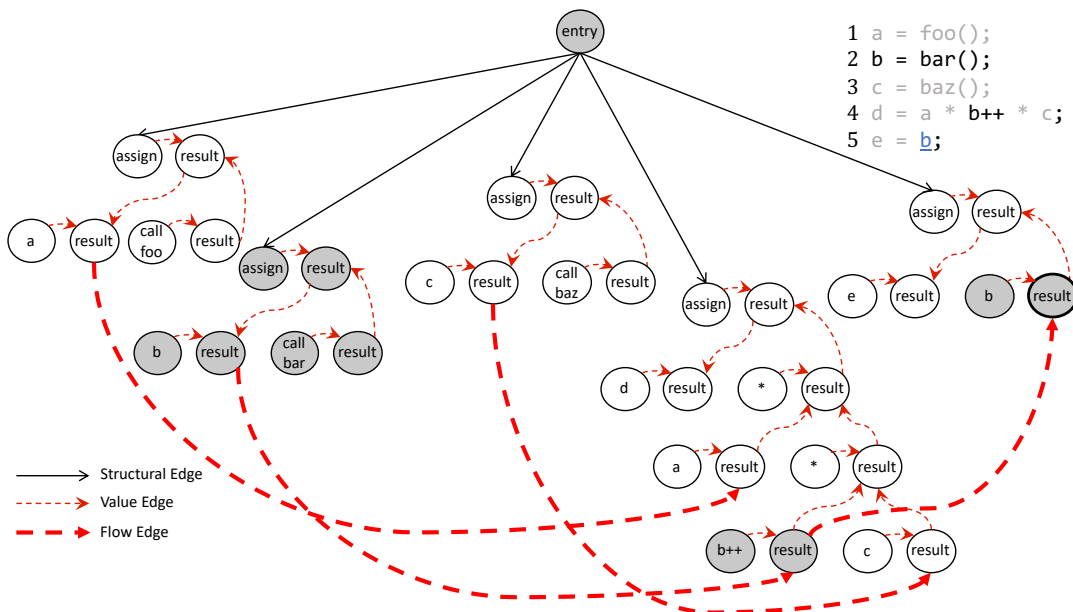 entry
1 a = foo();
2 b = bar();
3 c = baz();
4 d = a * b++ * c;
5 e = b;
assign
result
a
result
call
foo
result
assign
result
b
result
call
bar
result
assign
result
c
result
call
baz
result
assign
result
d
result
*
result
a
result
*
result
b++
result
c
result
assign
result
e
result
b
result
Structural Edge
Value Edge
Flow Edge